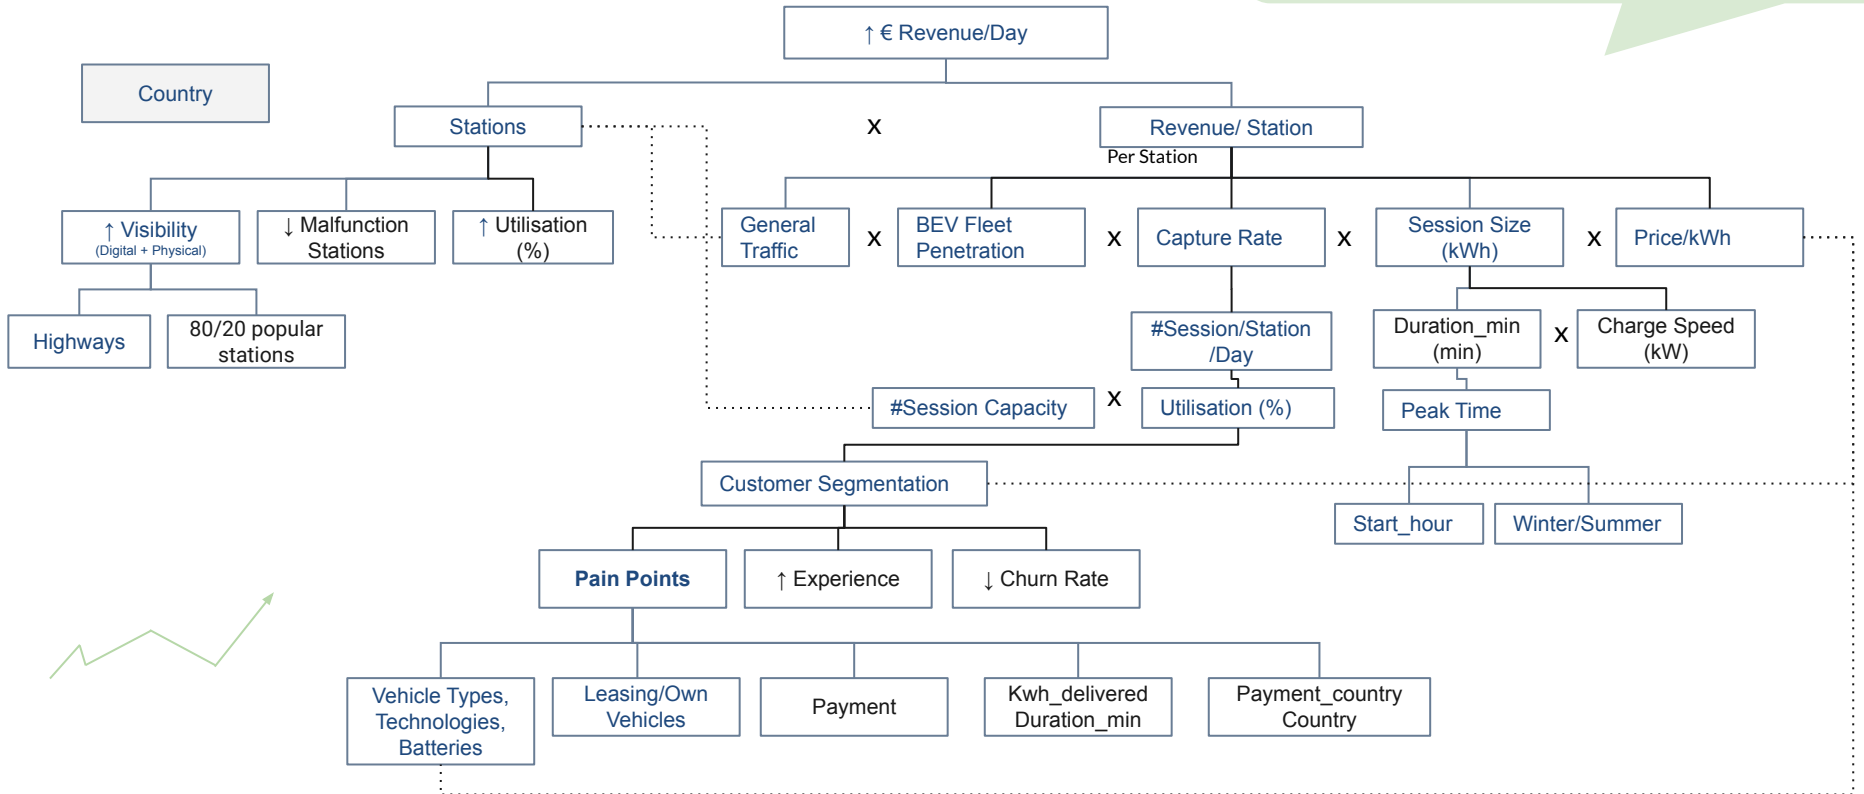 ↑ € Revenue/Day
Country
Stations
x
Revenue/ Station
Per Station
↑ Visibility
(Digital + Physical)
↓ Malfunction
Stations
↑ Utilisation
(%)
General
Traffic
x
BEV Fleet
Penetration
x
Capture Rate
x
Session Size
(kWh)
x
Price/kWh
Highways
80/20 popular
stations
#Session/Station
/Day
Duration_min
(min)
x
Charge Speed
(kW)
#Session Capacity
x
Utilisation (%)
Peak Time
Customer Segmentation
Start_hour
Winter/Summer
Pain Points
↑ Experience
↓ Churn Rate
Vehicle Types,
Technologies,
Batteries
Leasing/Own
Vehicles
Payment
Kwh_delivered
Duration_min
Payment_country
Country